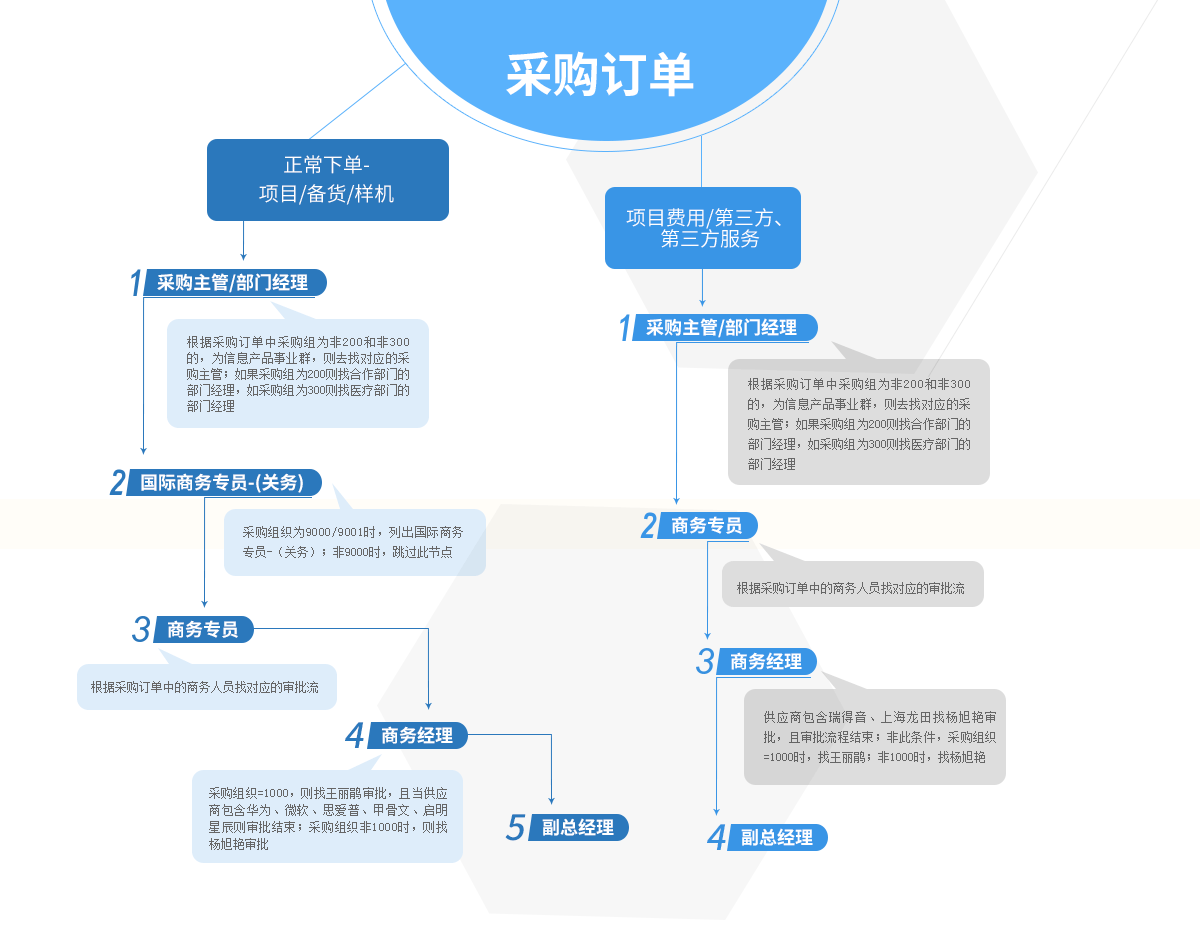 采购订单
正常下单-
项目/备货/样机
1 采购主管/部门经理
根据采购订单中采购组为非200和非300
的，为信息产品事业群，则去找对应的采
购主管；如果采购组为200则找合作部门的
部门经理，如采购组为300则找医疗部门的
部门经理
2 国际商务专员-(关务)
采购组织为9000/9001时，列出国际商务
专员-（关务）；非9000时，跳过此节点
3 商务专员
根据采购订单中的商务人员找对应的审批流
4 商务经理
采购组织=1000，则找王丽鹃审批，且当供应
商包含华为、微软、思爱普、甲骨文、启明
星辰则审批结束；采购组织非1000时，则找
杨旭艳审批
5 副总经理
项目费用/第三方、
第三方服务
1 采购主管/部门经理
根据采购订单中采购组为非200和非300
的，为信息产品事业群，则去找对应的采
购主管；如果采购组为200则找合作部门的
部门经理，如采购组为300则找医疗部门的
部门经理
2 商务专员
根据采购订单中的商务人员找对应的审批流
3 商务经理
供应商包含瑞得音、上海龙田找杨旭艳审
批，且审批流程结束；非此条件，采购组织
=1000时，找王丽鹃；非1000时，找杨旭艳
4 副总经理